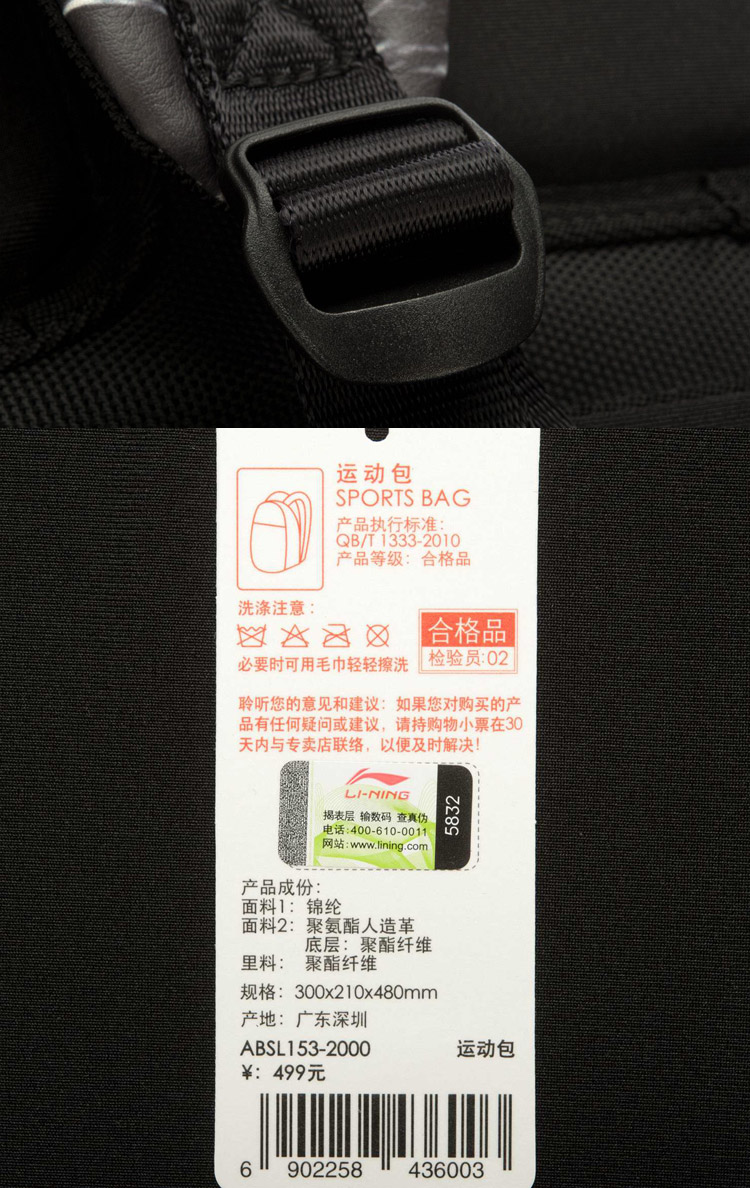 运动包
SPORTS BAG
产品执行标准：
QB/T 1333-2010
产品等级：合格品
洗涤注意：
必要时可用毛巾轻轻擦洗
合格品
检验员:02
聆听您的意见和建议：如果您对购买的产
品有任何疑问或建议，请持购物小票在30
天内与专卖店联络，以便及时解决！
LI-NING
揭表层 输数码 查真伪
电话:400-610-0011
网站:www.lining.com
5832
产品成份：
面料1：锦纶
面料2：聚氨酯人造革
底层：聚酯纤维
里料： 聚酯纤维
规格：300x210x480mm
产地：广东深圳
ABSL153-2000 运动包
¥：499元
6 902258 436003